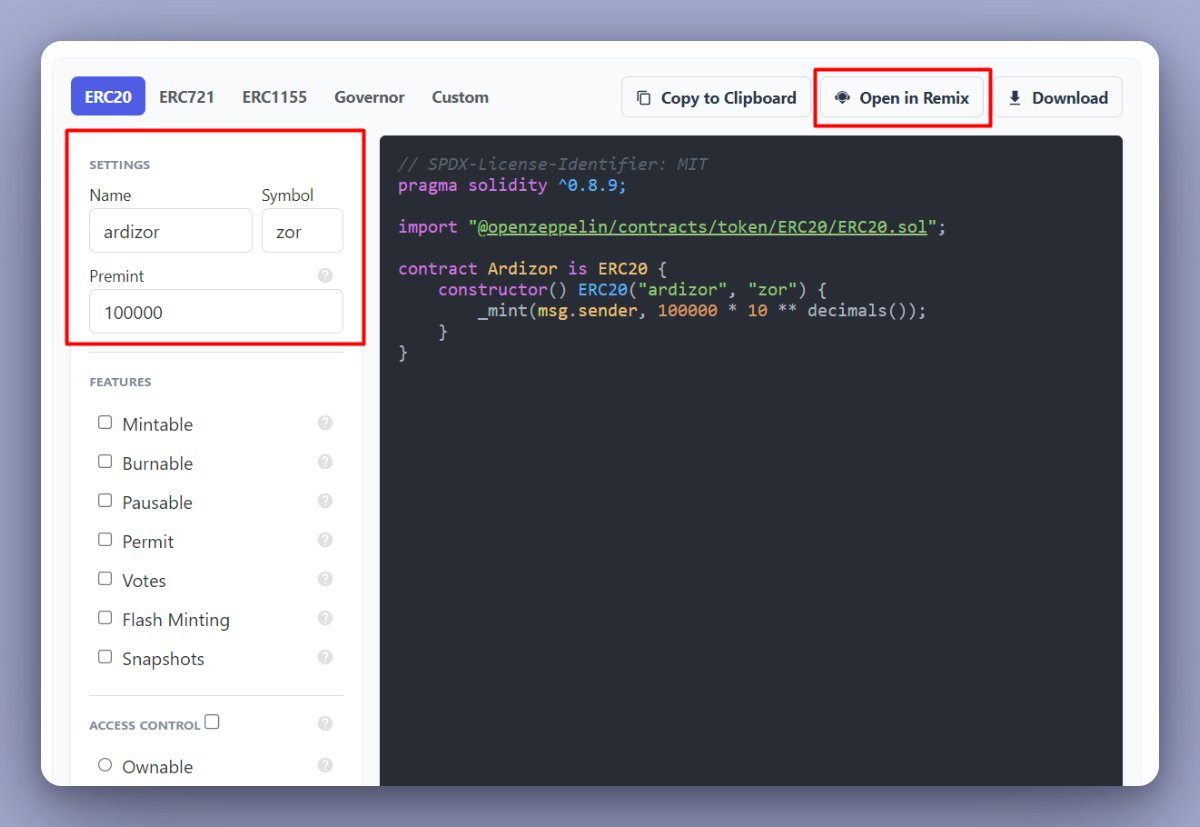 ERC20 ERC721 ERC1155 Governor Custom Copy to Clipboard Open in Remix Download
SETTINGS
Name Symbol
ardizor zor
Premint ?
100000
FEATURES
Mintable ?
Burnable ?
Pausable ?
Permit ?
Votes ?
Flash Minting ?
Snapshots ?
ACCESS CONTROL ?
Ownable ?
// SPDX-License-Identifier: MIT
pragma solidity ^0.8.9;
import "@openzeppelin/contracts/token/ERC20/ERC20.sol";
contract Ardizor is ERC20 {
    constructor() ERC20("ardizor", "zor") {
        _mint(msg.sender, 100000 * 10 ** decimals());
    }
}